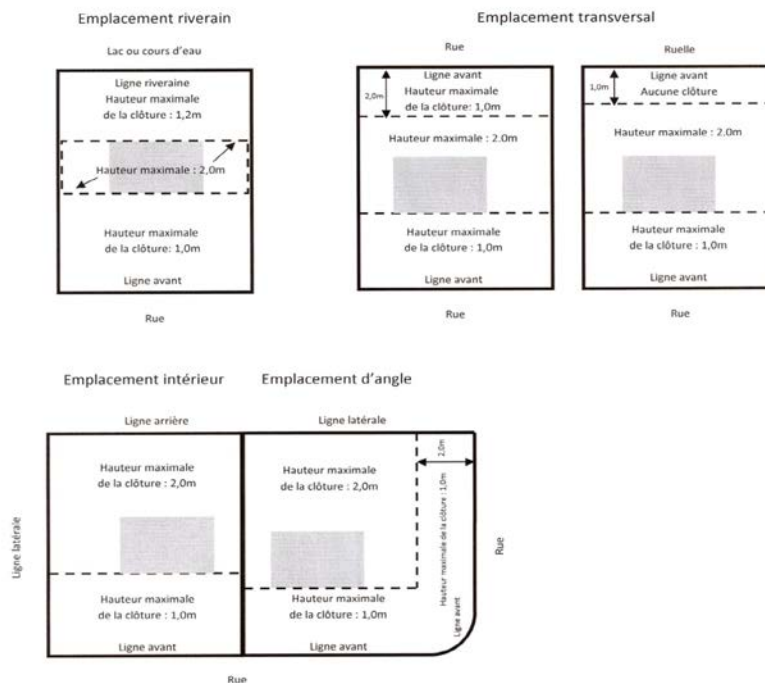 Emplacement riverain
Lac ou cours d'eau
Ligne riveraine
Hauteur maximale
de la clôture : 1,2m
Hauteur maximale : 2,0m
Hauteur maximale
de la clôture: 1,0m
Ligne avant
Rue
Emplacement transversal
Rue
Ligne avant
2,0m
Hauteur maximale
de la clôture: 1,0m
Hauteur maximale : 2.0m
Hauteur maximale
de la clôture : 1,0m
Ligne avant
Rue
Ruelle
Ligne avant
1,0m
Aucune clôture
Hauteur maximale : 2.0m
Hauteur maximale
de la clôture : 1,0m
Ligne avant
Rue
Emplacement intérieur
Ligne arrière
Ligne latérale
Hauteur maximale
de la clôture : 2,0m
Hauteur maximale
de la clôture : 1,0m
Ligne avant
Emplacement d'angle
Ligne latérale
Hauteur maximale
de la clôture : 2,0m
2,0m
Hauteur maximale de la clôture : 1,0m
Ligne avant
Rue
Hauteur maximale
de la clôture : 1,0m
Ligne avant
Rue